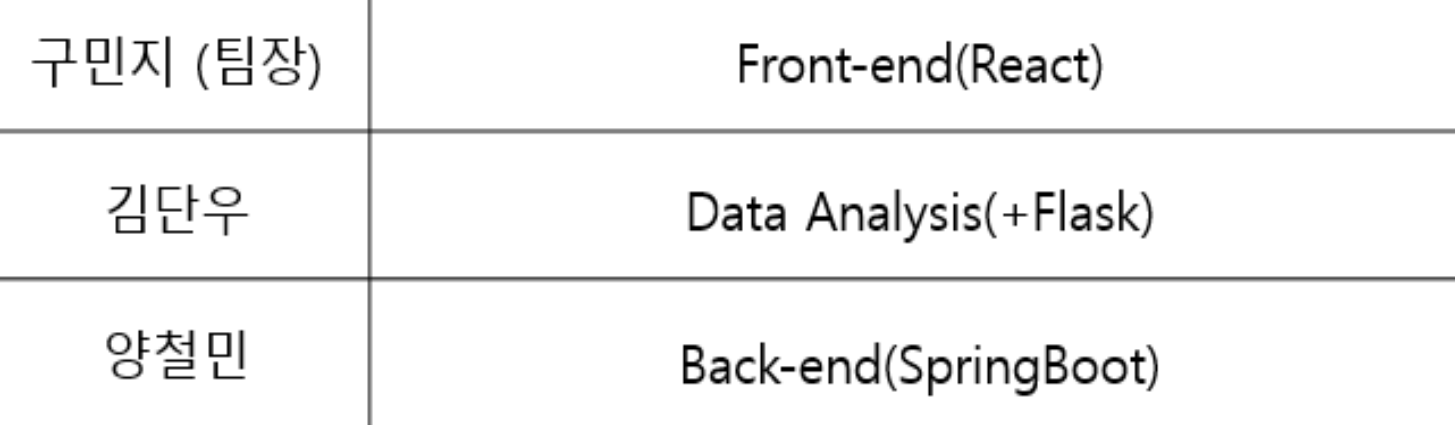 구민지 (팀장)
Front-end(React)
김단우
Data Analysis(+Flask)
양철민
Back-end(SpringBoot)